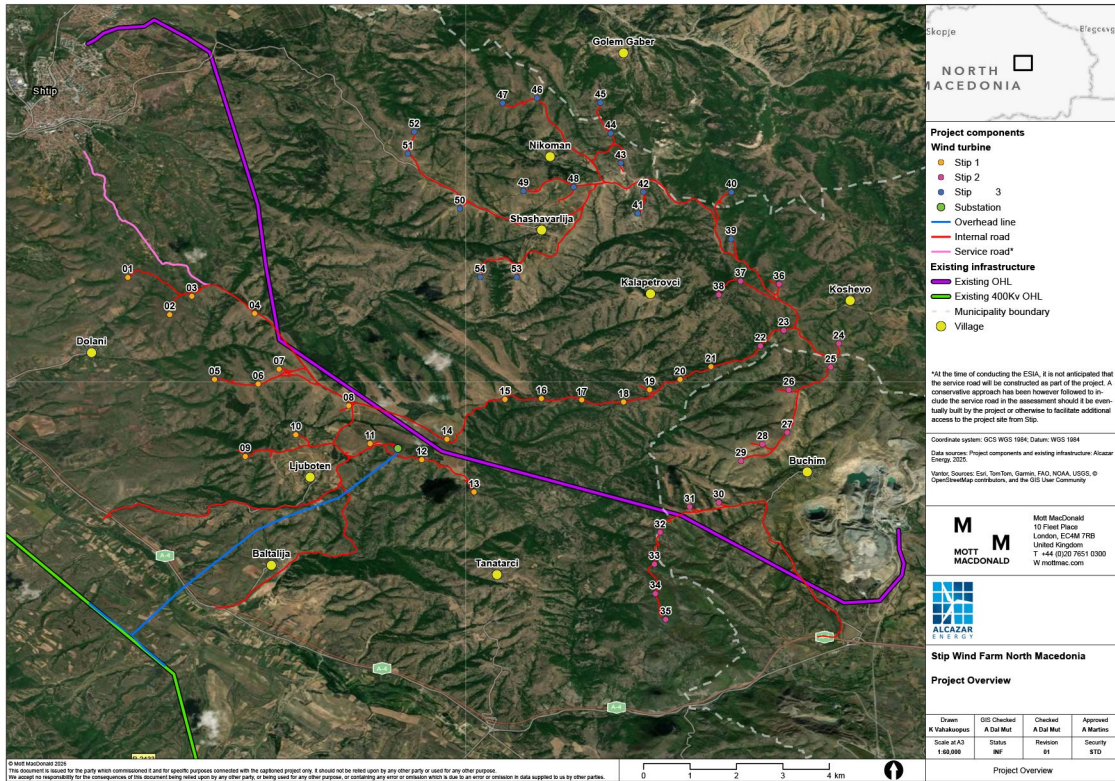 Golem Gaber
Shtip
47
46
45
52
44
51
Nikoman
43
49
48
42
40
50
41
Shashavarlija
39
01
54
53
37
36
03
38
Kalapetrovci
Koshevo
02
04
23
24
Dolani
22
07
21
25
05
06
20
19
26
15
16
17
18
08
10
27
11
14
28
09
12
29
Ljuboten
Buchim
13
31
30
32
A-4
Baltalija
33
Tanatarci
34
35
A-4
A-4
Skopje
NORTH
MACEDONIA
Project components
Wind turbine
Stip 1
Stip 2
Stip 3
Substation
Overhead line
Internal road
Service road*
Existing infrastructure
Existing OHL
Existing 400Kv OHL
Municipality boundary
Village
*At the time of conducting the ESIA, it is not anticipated that
the service road will be constructed as part of the project. A
conservative approach has been however followed to in-
clude the service road in the assessment should it be even-
tually built by the project or otherwise to facilitate additional
access to the project site from Stip.
Coordinate system: GCS WGS 1984; Datum: WGS 1984
Data sources: Project components and existing infrastructure: Alcazar
Energy, 2025.
Vantor, Sources: Esri, TomTom, Garmin, FAO, NOAA, USGS, ©
OpenStreetMap contributors, and the GIS User Community
M
M
MOTT
MACDONALD
Mott MacDonald
10 Fleet Place
London, EC4M 7RB
United Kingdom
T +44 (0)20 7651 0300
W mottmac.com
ALCAZAR
ENERGY
Stip Wind Farm North Macedonia
Project Overview
Drawn GIS Checked Checked Approved
K Vahakuopus A Dal Mut A Dal Mut A Martins
Scale at A3 Status Revision Security
1:60,000 INF 01 STD
Project Overview
© Mott MacDonald 2026
This document is issued for the party which commissioned it and for specific purposes connected with the captioned project only. It should not be relied upon by any other party or used for any other purpose.
We accept no responsibility for the consequences of this document being relied upon by any other party, or being used for any other purpose, or containing any error or omission which is due to an error or omission in data supplied to us by other parties.
0 1 2 3 4 km